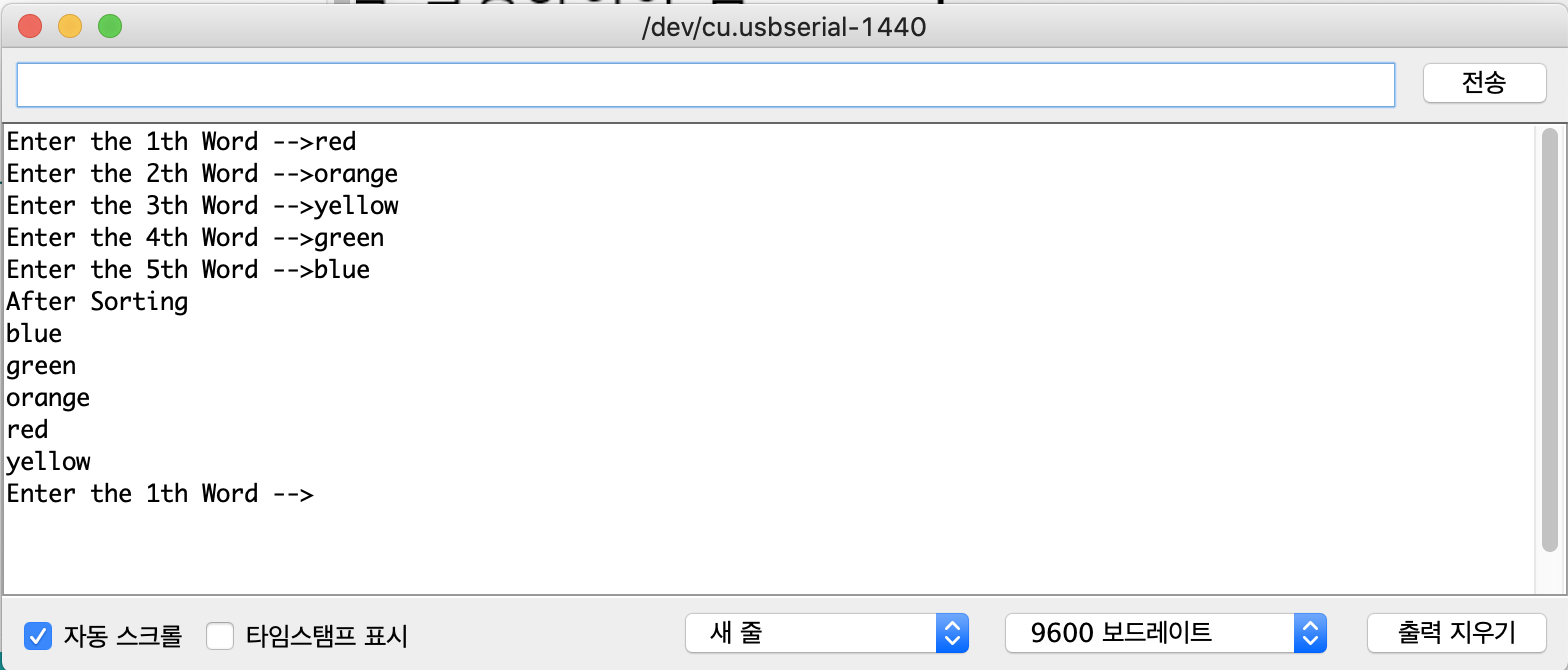 /dev/cu.usbserial-1440
전송
Enter the 1th Word -->red
Enter the 2th Word -->orange
Enter the 3th Word -->yellow
Enter the 4th Word -->green
Enter the 5th Word -->blue
After Sorting
blue
green
orange
red
yellow
Enter the 1th Word -->
자동 스크롤 타임스탬프 표시 새 줄 9600 보드레이트 출력 지우기